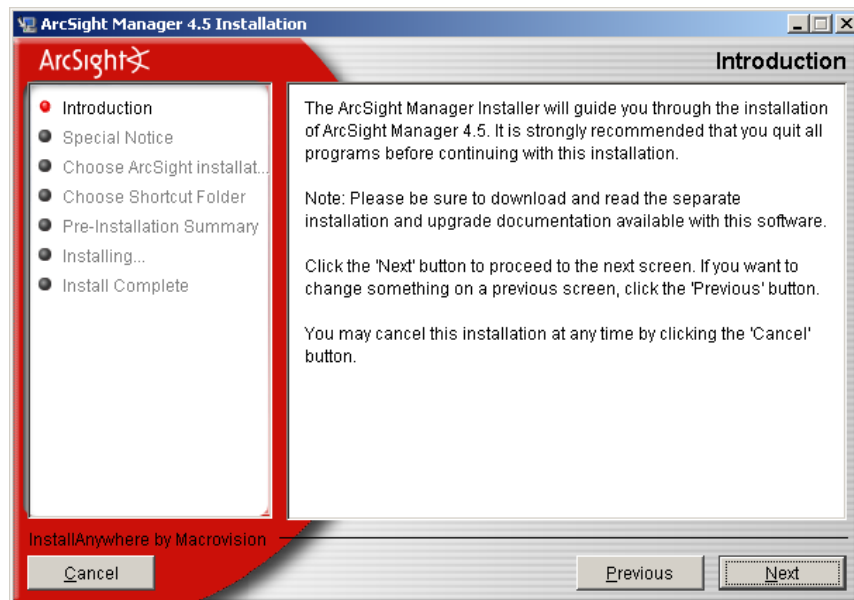 ArcSight Manager 4.5 Installation
ArcSight
Introduction
Introduction
Special Notice
Choose ArcSight installat...
Choose Shortcut Folder
Pre-Installation Summary
Installing...
Install Complete
The ArcSight Manager Installer will guide you through the installation
of ArcSight Manager 4.5. It is strongly recommended that you quit all
programs before continuing with this installation.
Note: Please be sure to download and read the separate
installation and upgrade documentation available with this software.
Click the 'Next' button to proceed to the next screen. If you want to
change something on a previous screen, click the 'Previous' button.
You may cancel this installation at any time by clicking the 'Cancel'
button.
InstallAnywhere by Macrovision
Cancel
Previous
Next